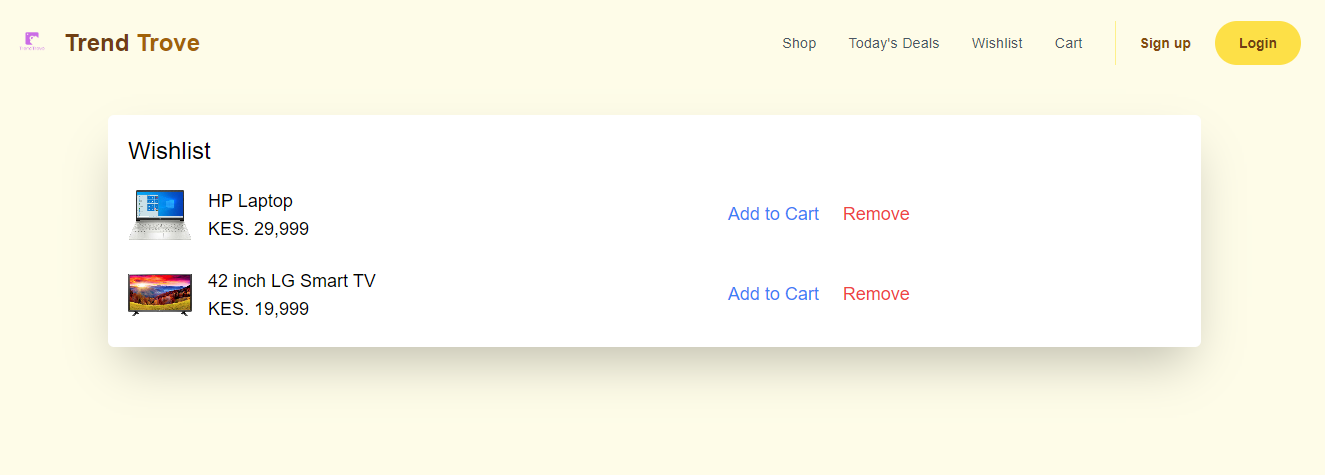 Trend Trove
Shop Today's Deals Wishlist Cart Sign up Login
Wishlist
HP Laptop
KES. 29,999
Add to Cart Remove
42 inch LG Smart TV
KES. 19,999
Add to Cart Remove